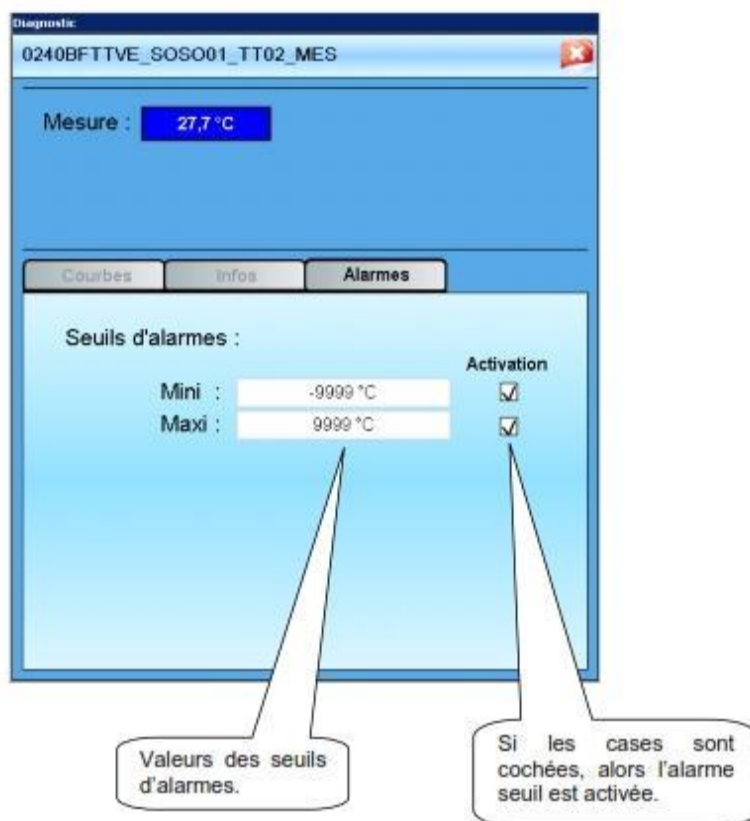 Diagnostic
0240BFTTVE_SOSO01_TT02_MES
Mesure : 27,7 °C
Courbes Infos Alarmes
Seuils d'alarmes :
Activation
Mini : -9999 °C
Maxi : 9999 °C
Valeurs des seuils
d'alarmes.
Si les cases sont
cochées, alors l'alarme
seuil est activée.